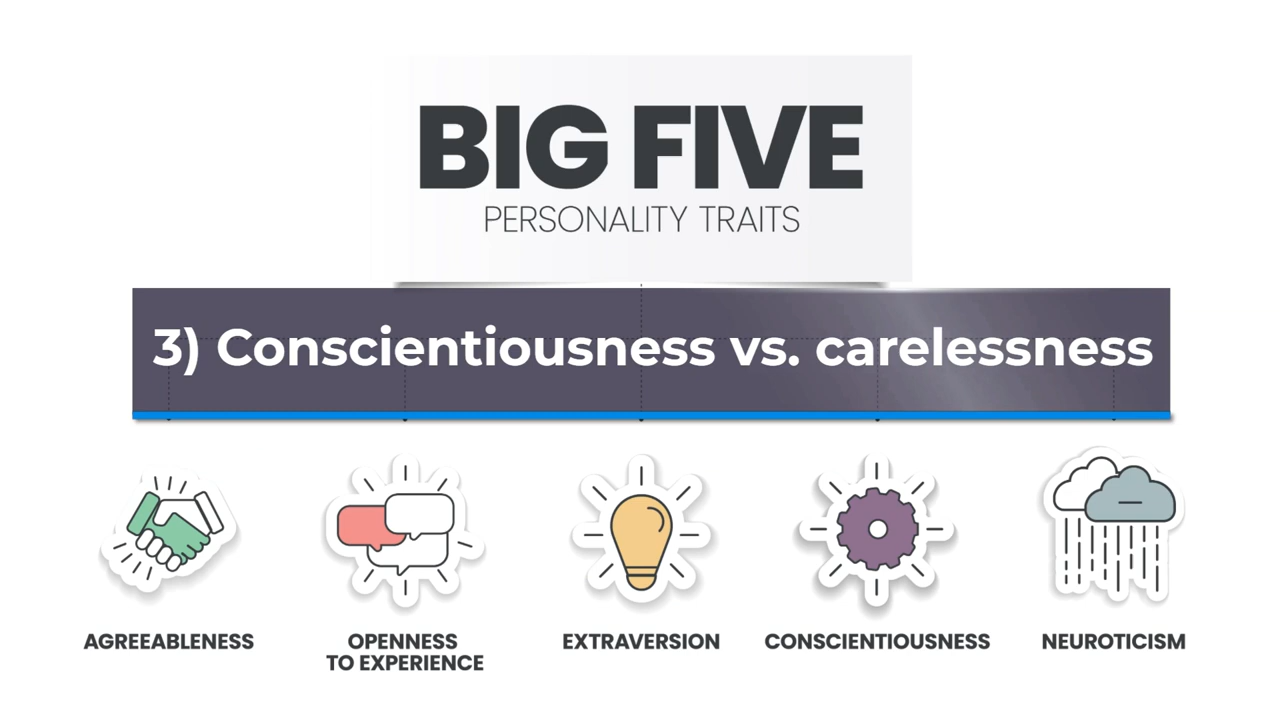 BIG FIVE
PERSONALITY TRAITS
3) Conscientiousness vs. carelessness
AGREEABLENESS
OPENNESS
TO EXPERIENCE
EXTRAVERSION
CONSCIENTIOUSNESS
NEUROTICISM